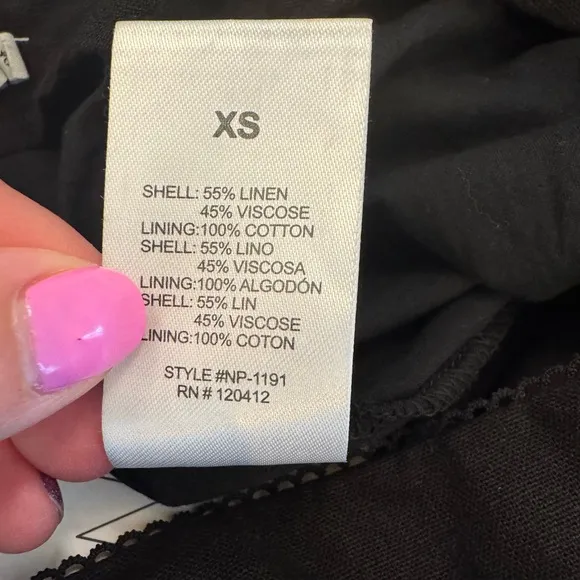 XS
SHELL: 55% LINEN
45% VISCOSE
LINING:100% COTTON
SHELL: 55% LINO
45% VISCOSA
LINING:100% ALGODÓN
SHELL: 55% LIN
45% VISCOSE
LINING:100% COTON
STYLE #NP-1191
RN # 120412